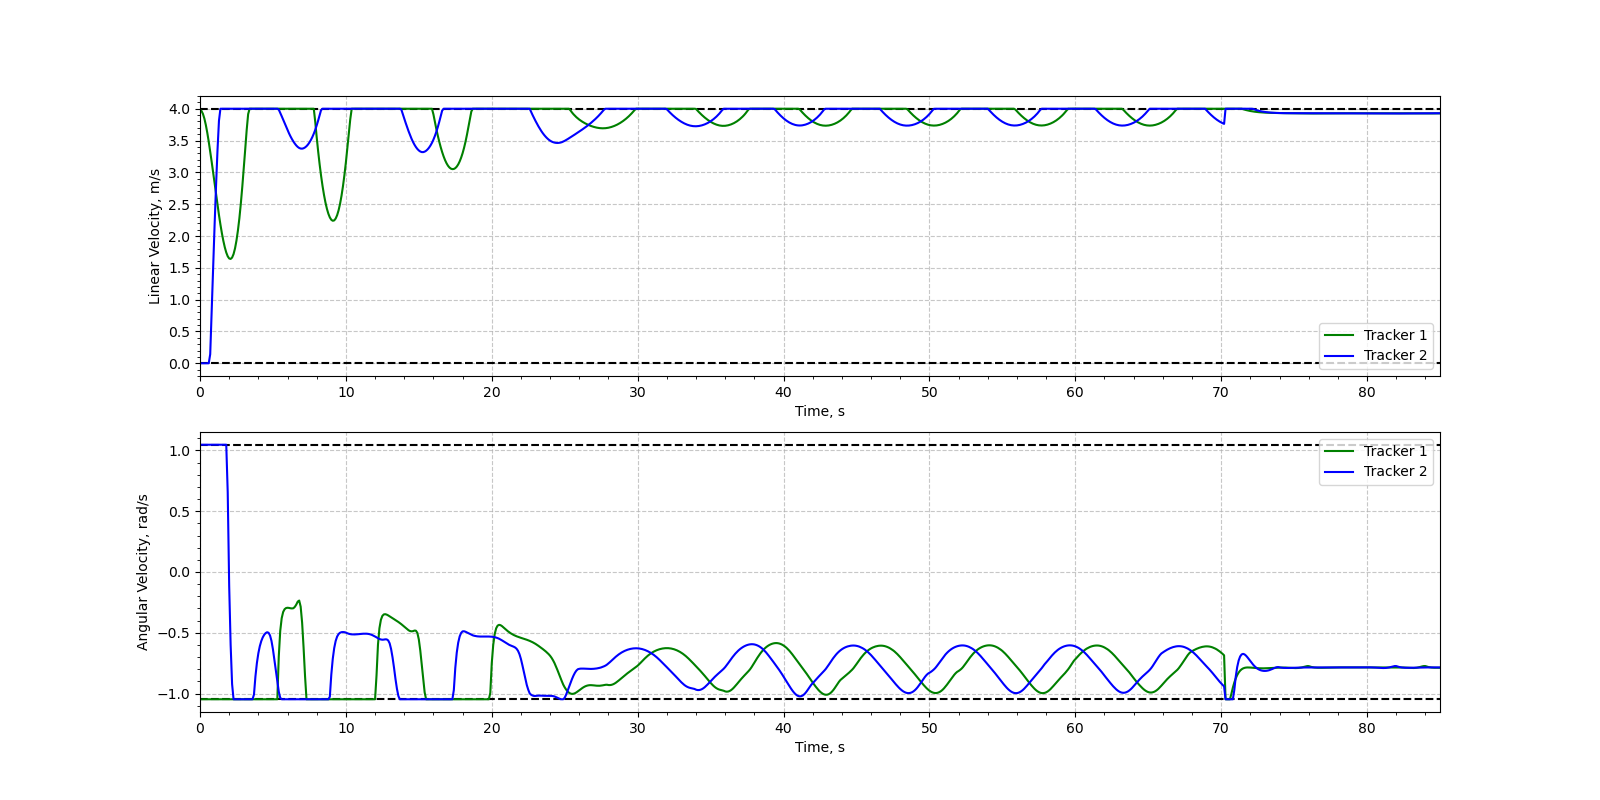 4.0
3.5
3.0
2.5
2.0
1.5
1.0
0.5
0.0
Linear Velocity, m/s
Tracker 1
Tracker 2
0 10 20 30 40 50 60 70 80
Time, s
1.0
0.5
0.0
−0.5
−1.0
Angular Velocity, rad/s
Tracker 1
Tracker 2
0 10 20 30 40 50 60 70 80
Time, s